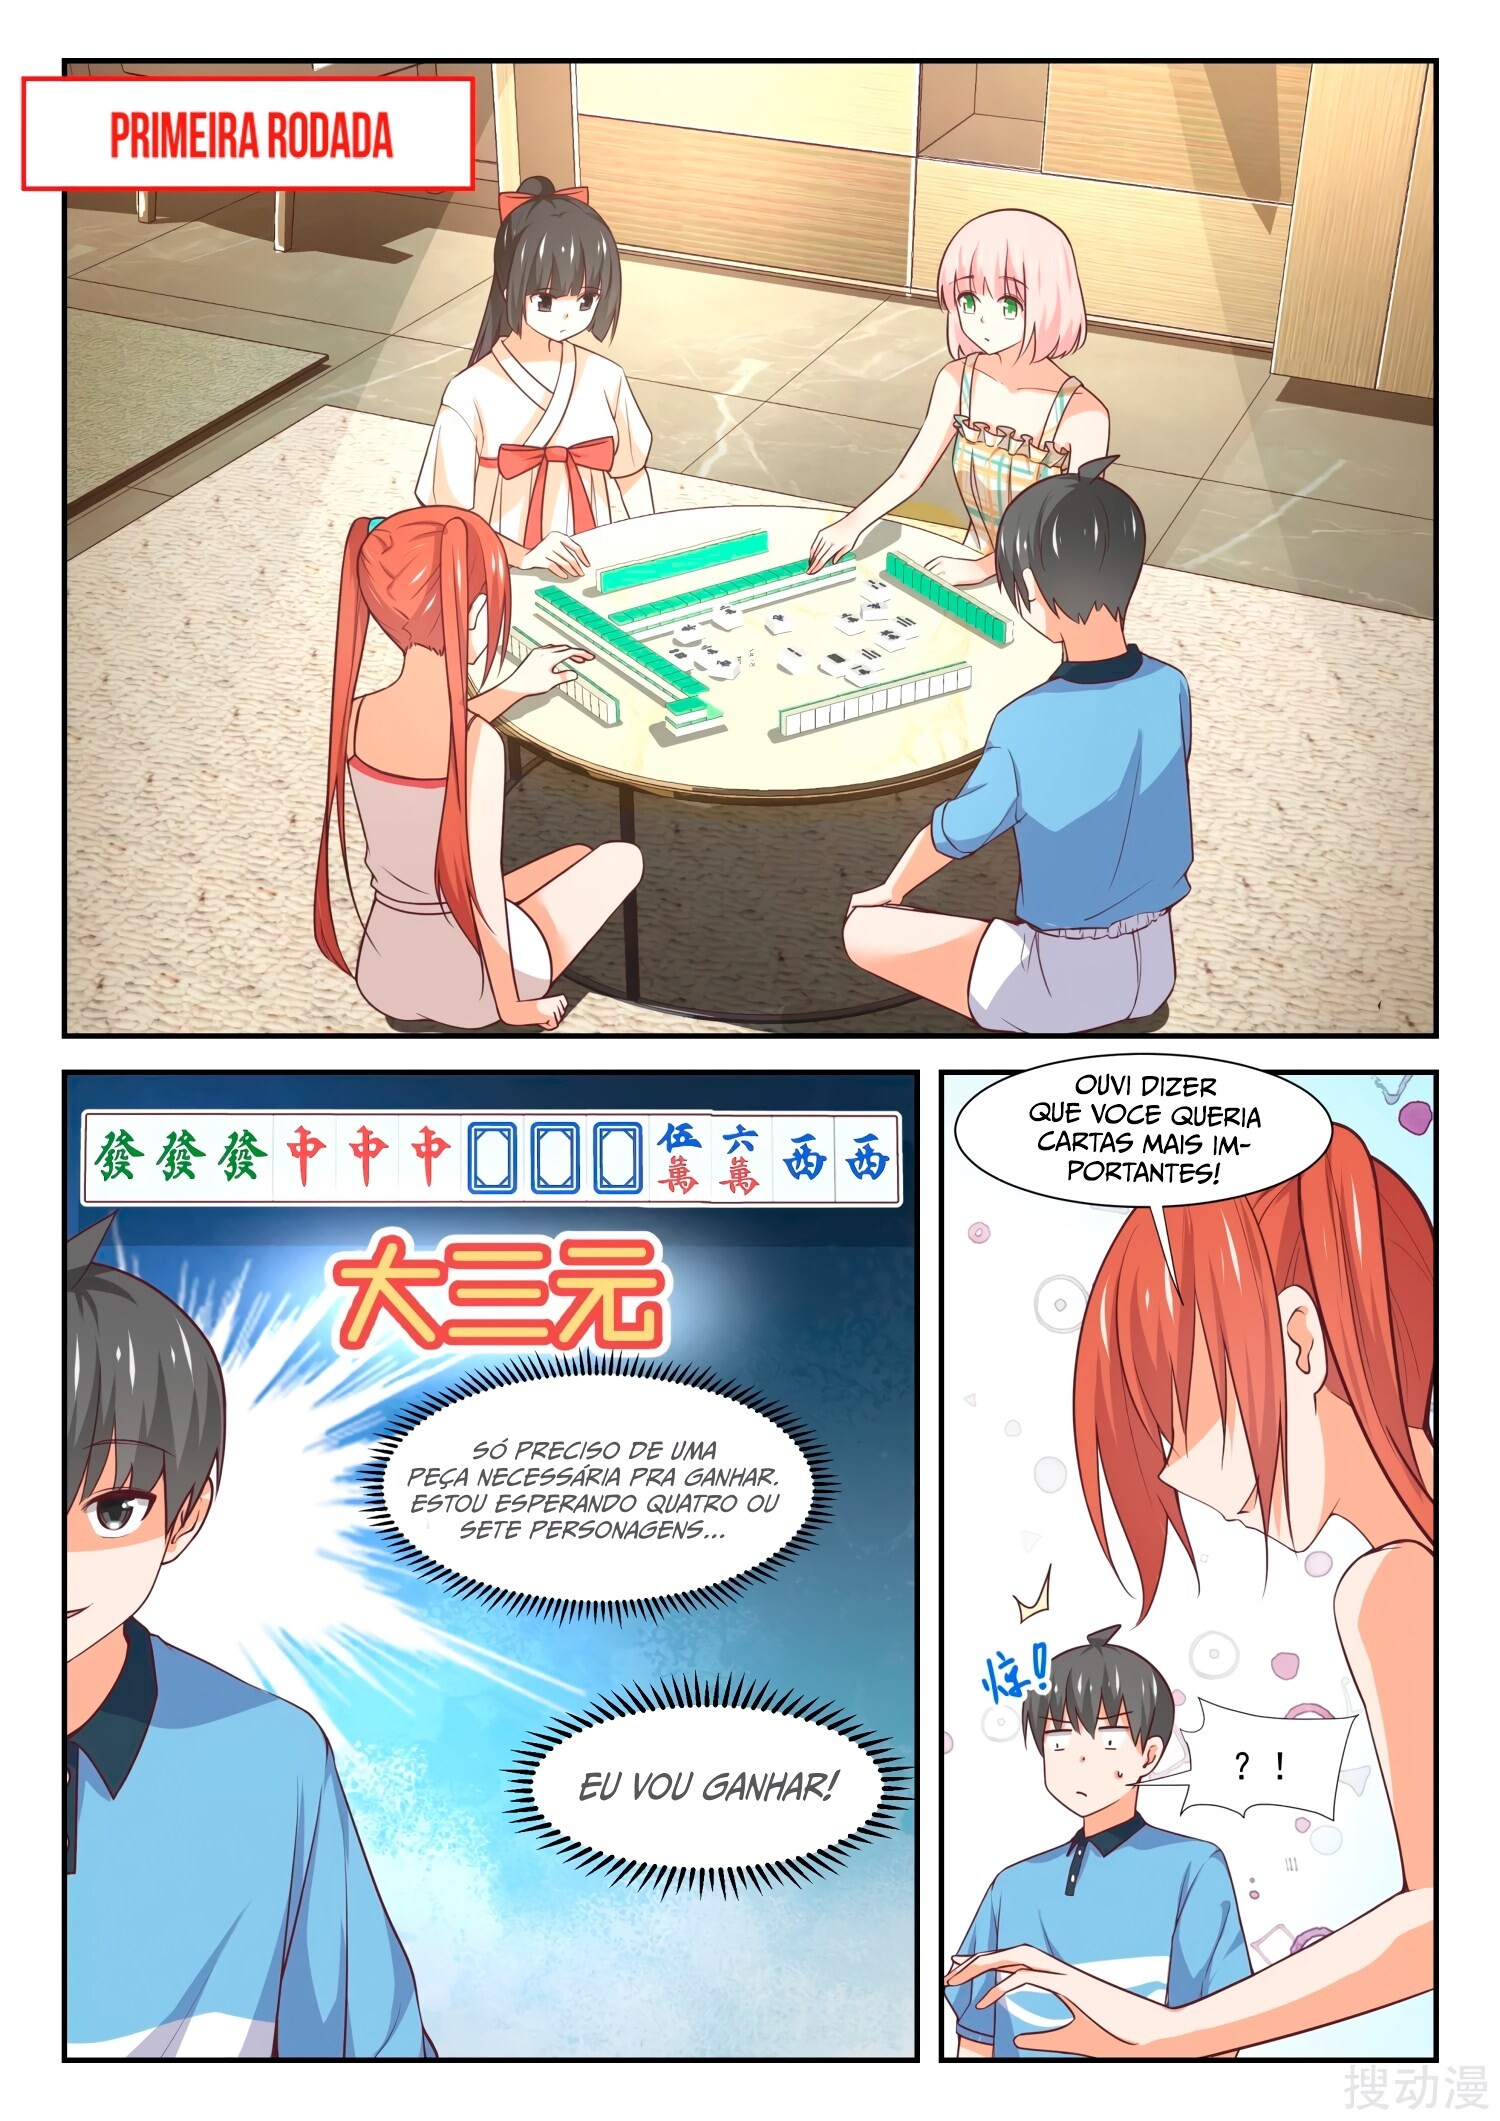 PRIMEIRA RODADA
發 發 發 中 中 中 伍萬 六萬 西 西
大三元
SÓ PRECISO DE UMA
PEÇA NECESSÁRIA PRA GANHAR.
ESTOU ESPERANDO QUATRO OU
SETE PERSONAGENS...
EU VOU GANHAR!
OUVI DIZER
QUE VOCE QUERIA
CARTAS MAIS IM-
PORTANTES!
惊!
?!
搜动漫